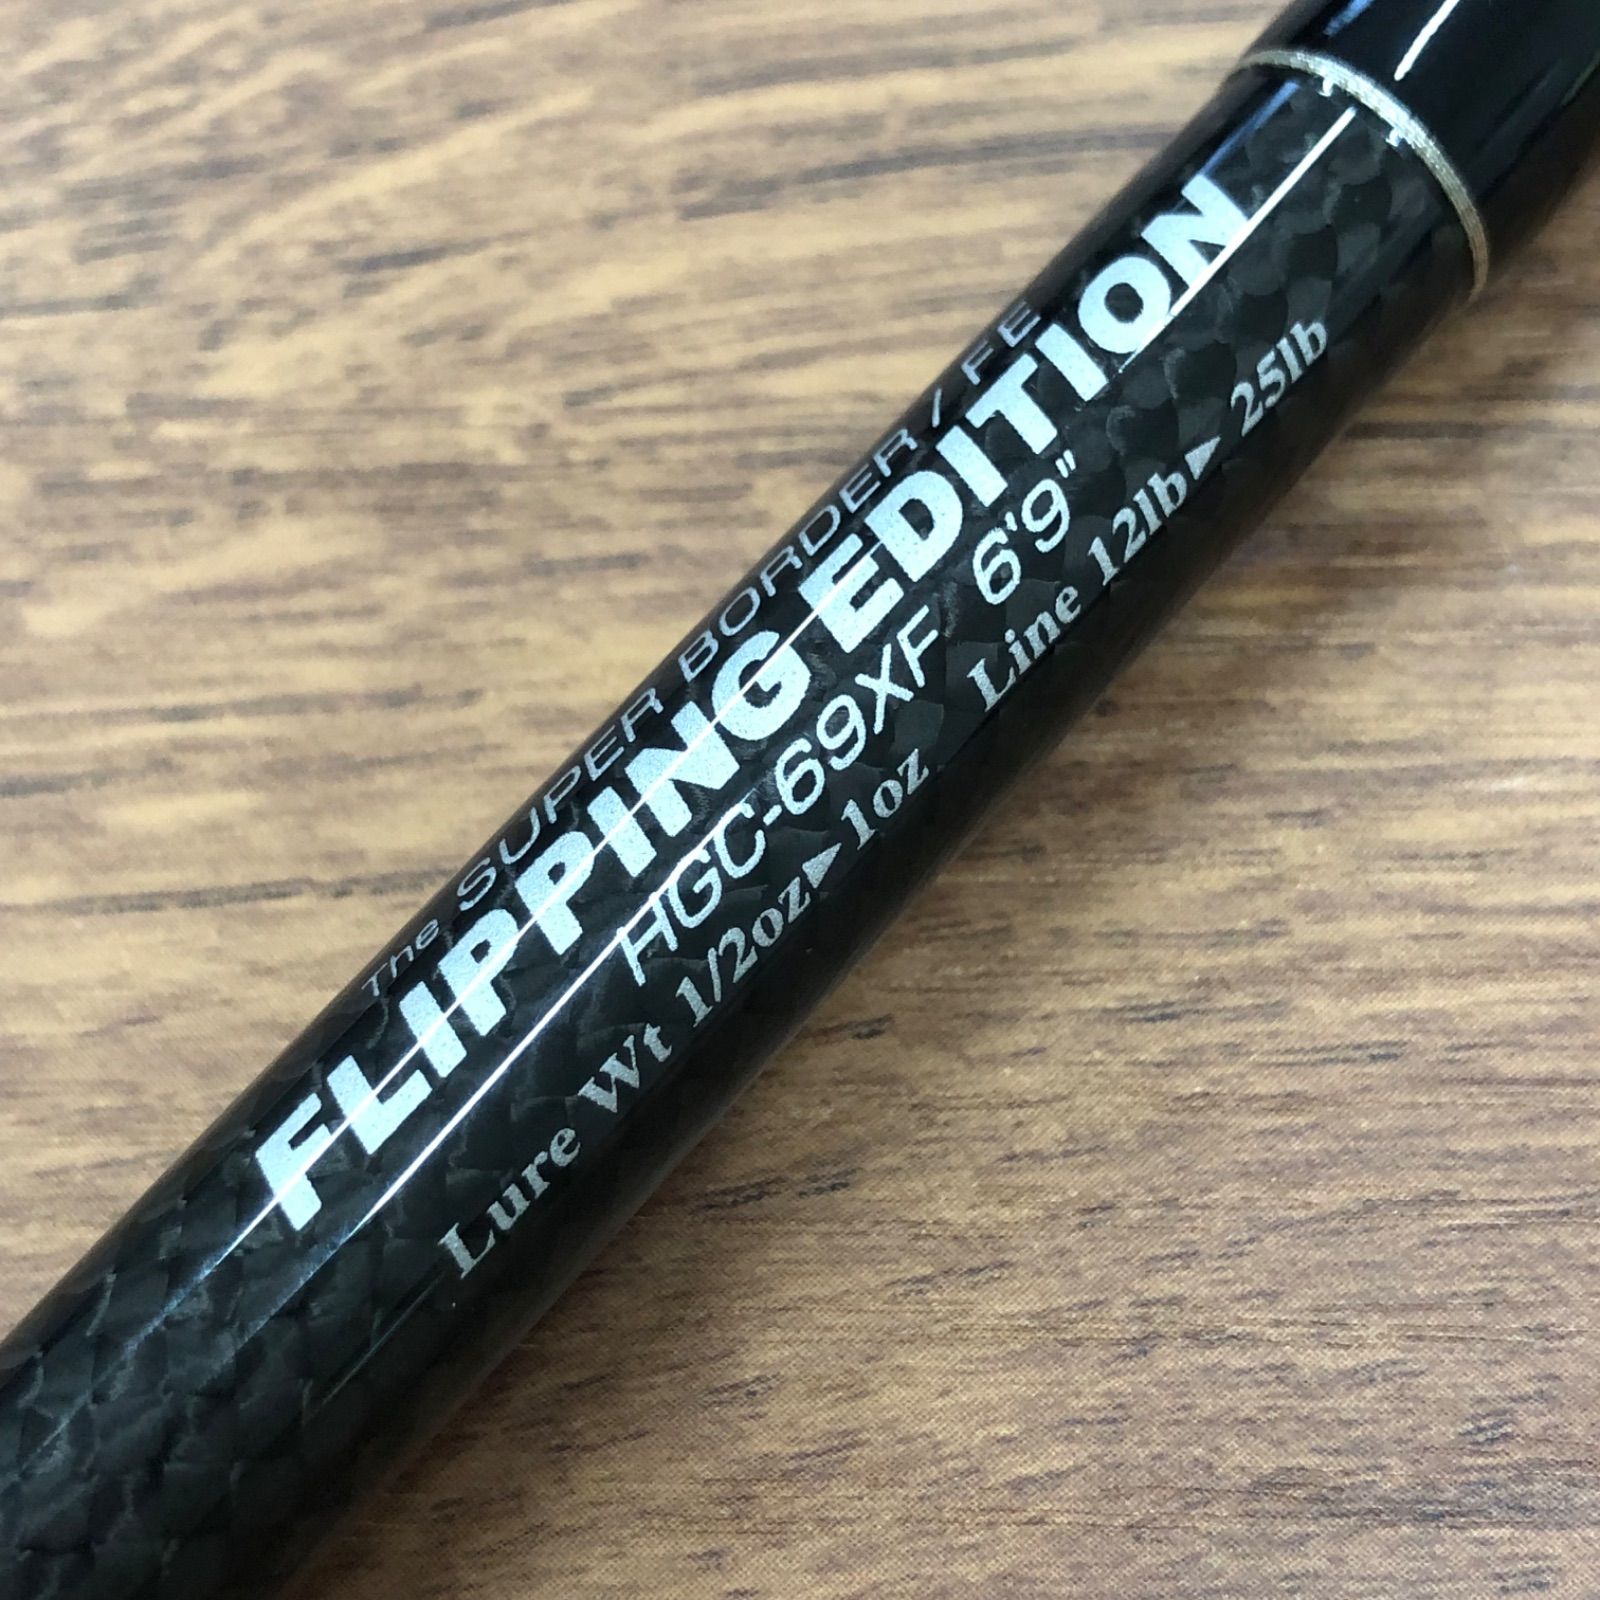 The SUPER BORDER / FE
FLIPPING EDITION
HGC-69XF 6'9"
Lure Wt 1/2oz▶1oz Line 12lb▶25lb